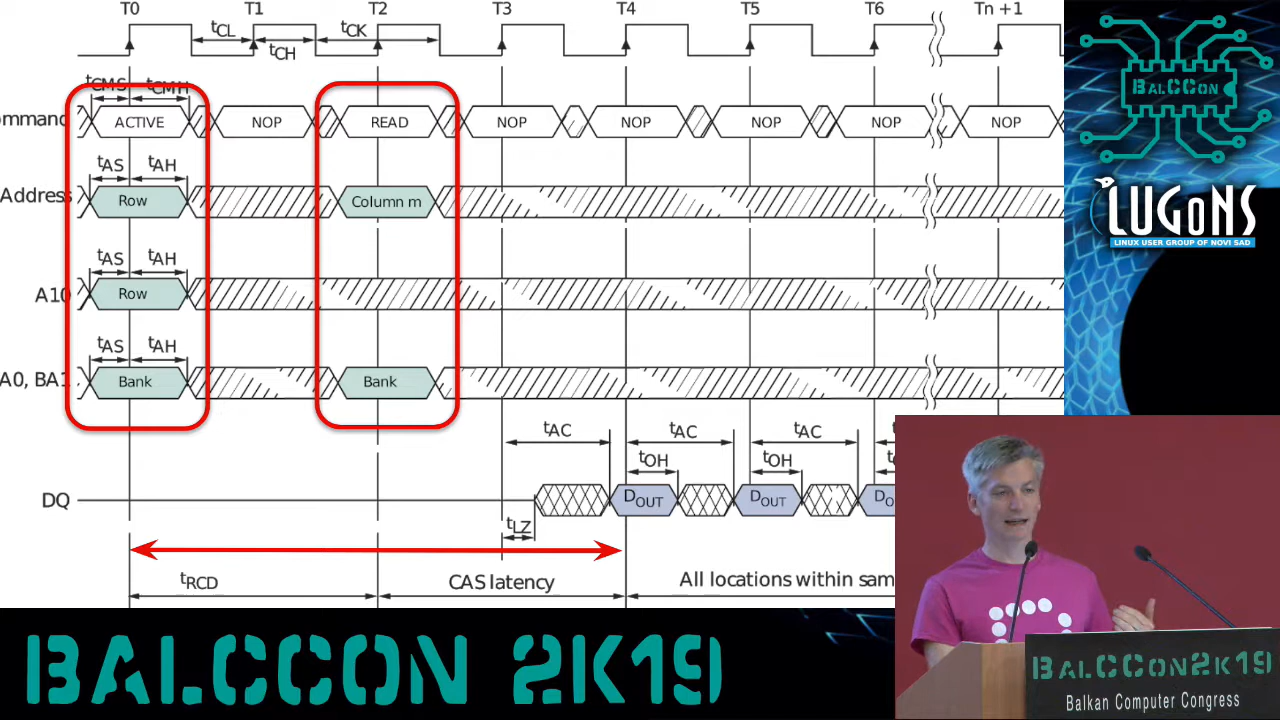 T0 T1 T2 T3 T4 T5 T6 Tn +1
tCL tCK
tCH
tCMS tCMH
ommand ACTIVE NOP READ NOP NOP NOP NOP NOP
tAS tAH
Address Row Column m
tAS tAH
A10 Row
tAS tAH
A0, BA1 Bank Bank
tAC tAC tAC
tOH tOH
DQ DOUT DOUT DO
tLZ
tRCD CAS latency All locations within sam
BALCCON
LUGONS
LINUX USER GROUP OF NOVI SAD
BALCCON2K19
Balkan Computer Congress
BALCCON 2K19